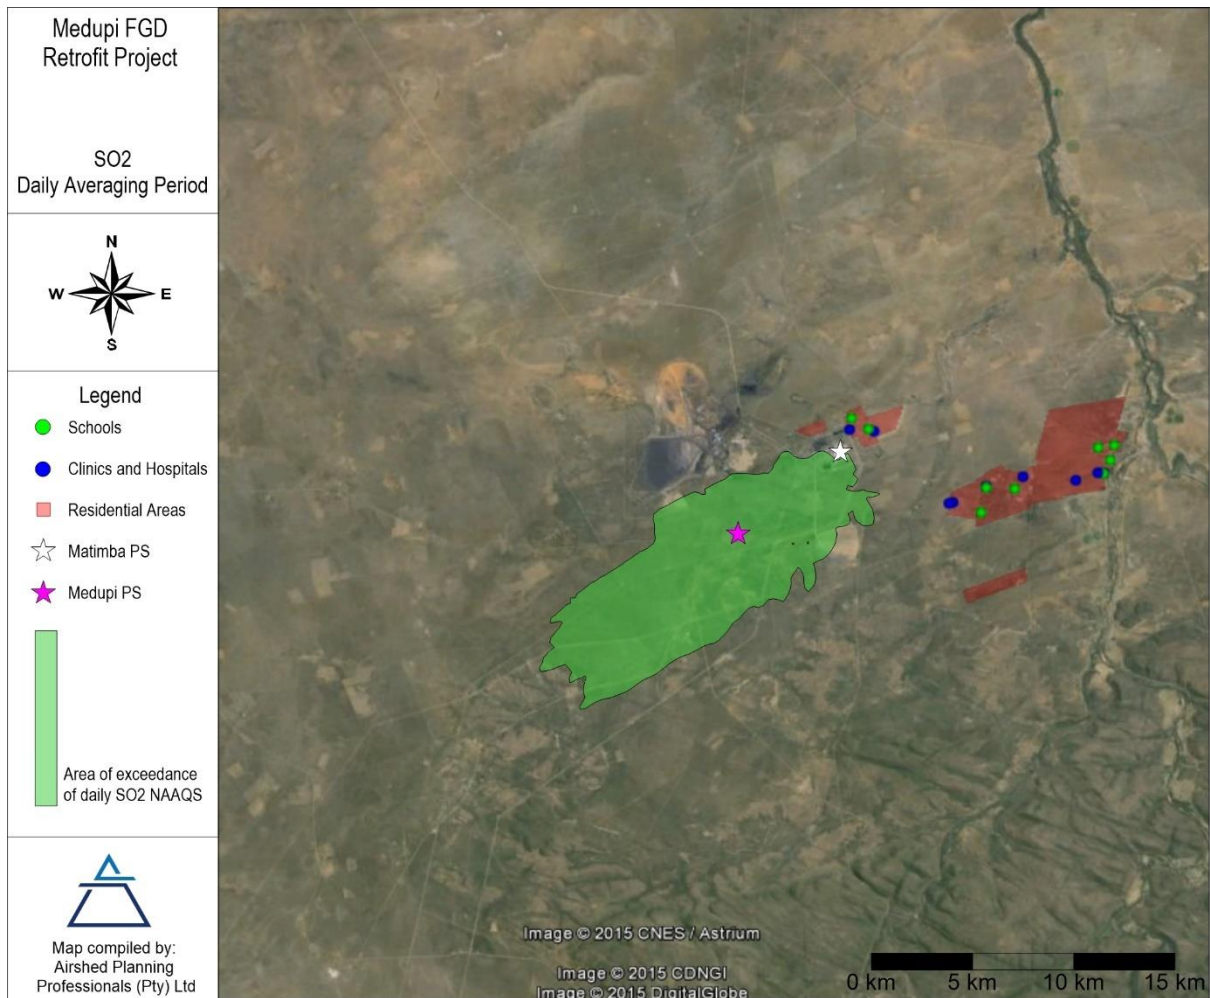 Medupi FGD
Retrofit Project
SO2
Daily Averaging Period
N
W E
S
Legend
Schools
Clinics and Hospitals
Residential Areas
Matimba PS
Medupi PS
Area of exceedance
of daily SO2 NAAQS
Map compiled by:
Airshed Planning
Professionals (Pty) Ltd
Image © 2015 CNES / Astrium
Image © 2015 CDNGI
Image © 2015 DigitalGlobe
0 km 5 km 10 km 15 km